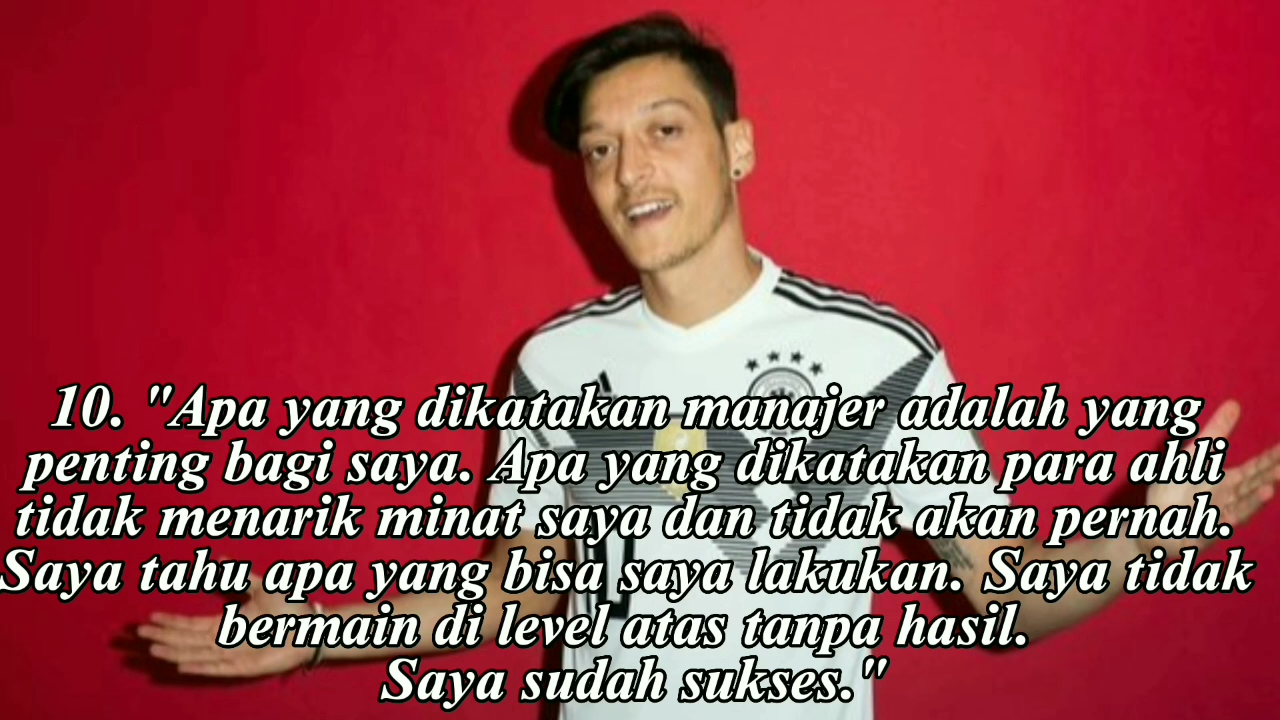 10. "Apa yang dikatakan manajer adalah yang
penting bagi saya. Apa yang dikatakan para ahli
tidak menarik minat saya dan tidak akan pernah.
Saya tahu apa yang bisa saya lakukan. Saya tidak
bermain di level atas tanpa hasil.
Saya sudah sukses."